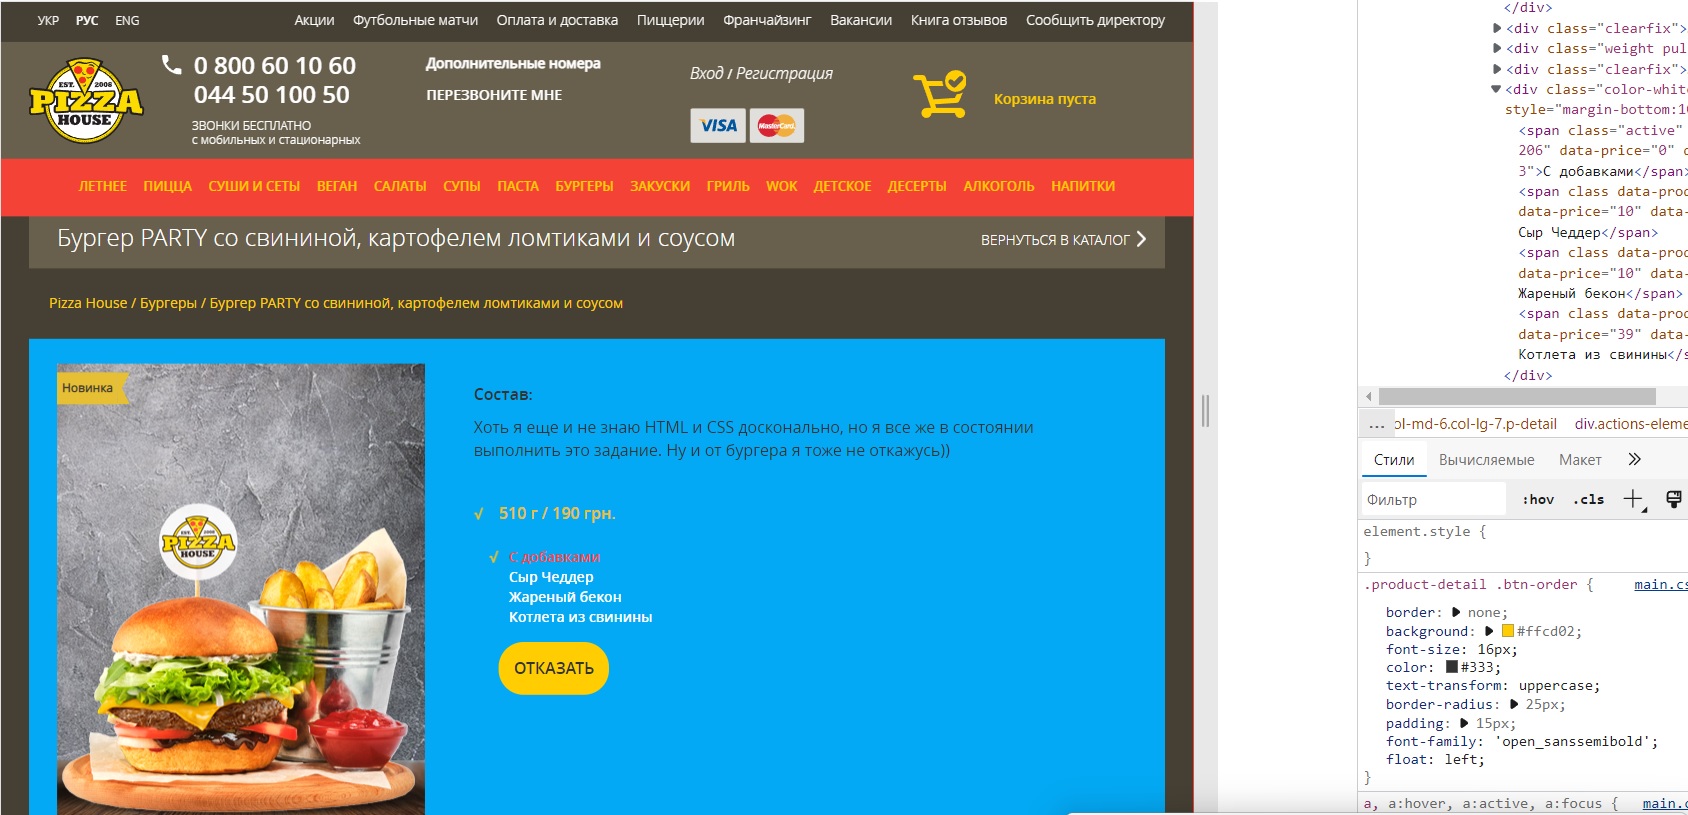 УКР РУС ENG Акции Футбольные матчи Оплата и доставка Пиццерии Франчайзинг Вакансии Книга отзывов Сообщить директору
EST. 2008
PIZZA
HOUSE
0 800 60 10 60
044 50 100 50
ЗВОНКИ БЕСПЛАТНО
с мобильных и стационарных
Дополнительные номера
ПЕРЕЗВОНИТЕ МНЕ
Вход / Регистрация
VISA MasterCard
Корзина пуста
ЛЕТНЕЕ ПИЦЦА СУШИ И СЕТЫ ВЕГАН САЛАТЫ СУПЫ ПАСТА БУРГЕРЫ ЗАКУСКИ ГРИЛЬ WOK ДЕТСКОЕ ДЕСЕРТЫ АЛКОГОЛЬ НАПИТКИ
Бургер PARTY со свининой, картофелем ломтиками и соусом
ВЕРНУТЬСЯ В КАТАЛОГ
Pizza House / Бургеры / Бургер PARTY со свининой, картофелем ломтиками и соусом
Новинка
PIZZA
HOUSE
Состав:
Хоть я еще и не знаю HTML и CSS досконально, но я все же в состоянии
выполнить это задание. Ну и от бургера я тоже не откажусь))
√ 510 г / 190 грн.
√ С добавками
Сыр Чеддер
Жареный бекон
Котлета из свинины
ОТКАЗАТЬ
</div>
<div class="clearfix">
<div class="weight pul
<div class="clearfix">
<div class="color-white
style="margin-bottom:10
<span class="active"
206" data-price="0"
3">С добавками</span>
<span class data-prod
data-price="10" data-
Сыр Чеддер</span>
<span class data-prod
data-price="10" data-
Жареный бекон</span>
<span class data-prod
data-price="39" data-
Котлета из свинины</s
</div>
... ol-md-6.col-lg-7.p-detail div.actions-eleme
Стили Вычисляемые Макет »
Фильтр :hov .cls +
element.style {
}
.product-detail .btn-order { main.cs
border: none;
background: #ffcd02;
font-size: 16px;
color: #333;
text-transform: uppercase;
border-radius: 25px;
padding: 15px;
font-family: 'open_sanssemibold';
float: left;
}
a, a:hover, a:active, a:focus { main.c